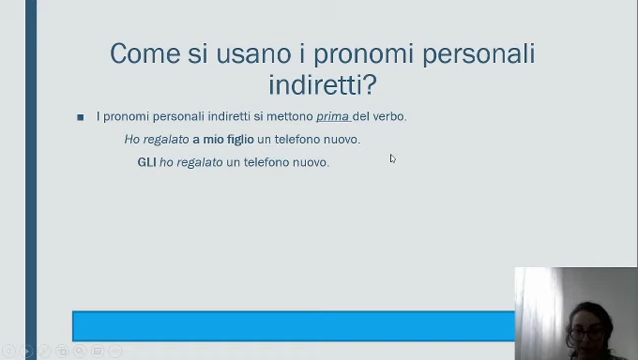 Come si usano i pronomi personali
indiretti?
I pronomi personali indiretti si mettono prima del verbo.
Ho regalato a mio figlio un telefono nuovo.
GLI ho regalato un telefono nuovo.